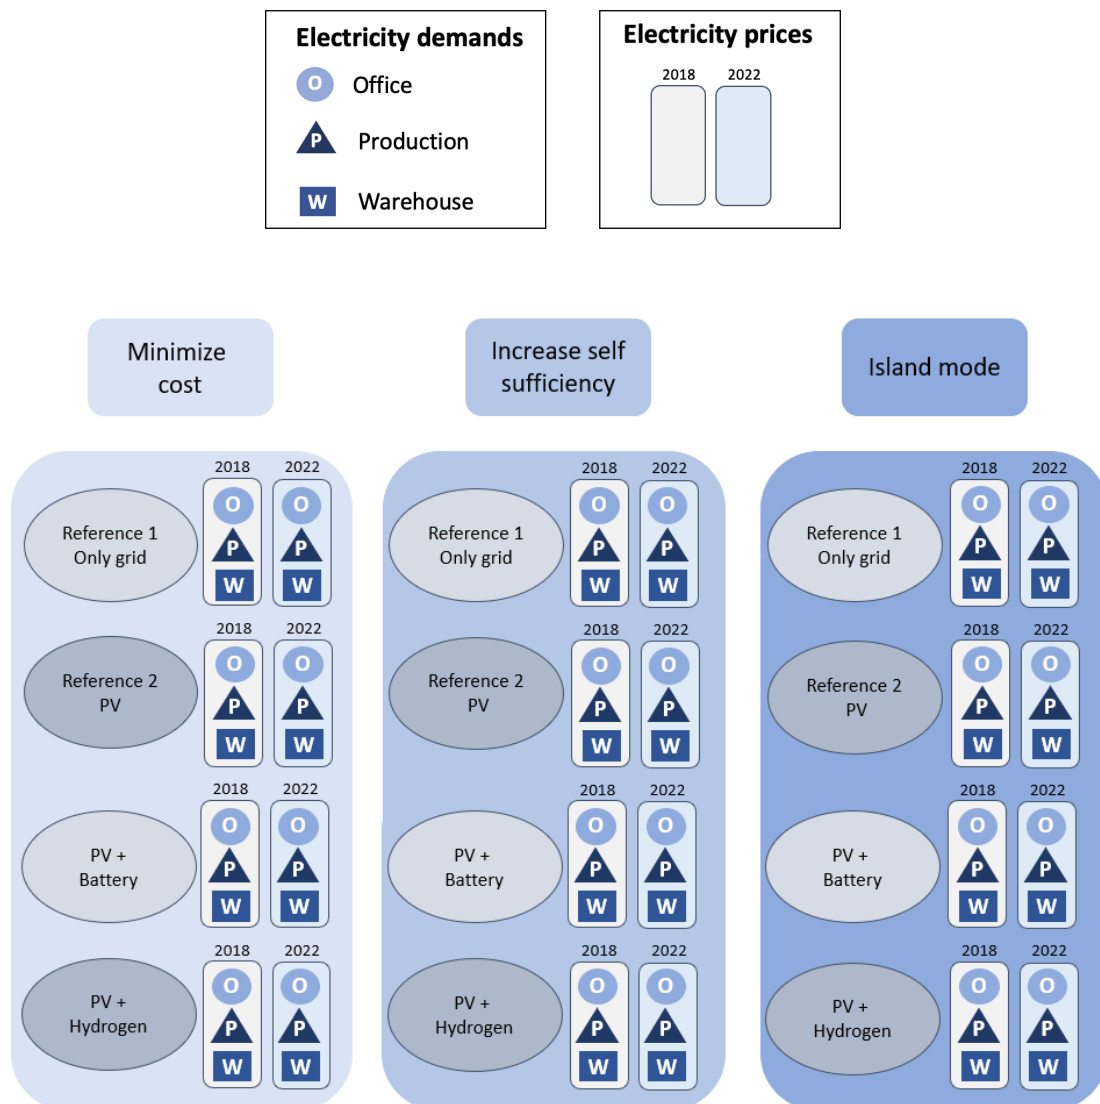 Electricity demands
O Office
P Production
W Warehouse
Electricity prices
2018 2022
Minimize
cost
2018 2022
Reference 1
Only grid
O O
P P
W W
2018 2022
Reference 2
PV
O O
P P
W W
2018 2022
PV +
Battery
O O
P P
W W
2018 2022
PV +
Hydrogen
O O
P P
W W
Increase self
sufficiency
2018 2022
Reference 1
Only grid
O O
P P
W W
2018 2022
Reference 2
PV
O O
P P
W W
2018 2022
PV +
Battery
O O
P P
W W
2018 2022
PV +
Hydrogen
O O
P P
W W
Island mode
2018 2022
Reference 1
Only grid
O O
P P
W W
2018 2022
Reference 2
PV
O O
P P
W W
2018 2022
PV +
Battery
O O
P P
W W
2018 2022
PV +
Hydrogen
O O
P P
W W